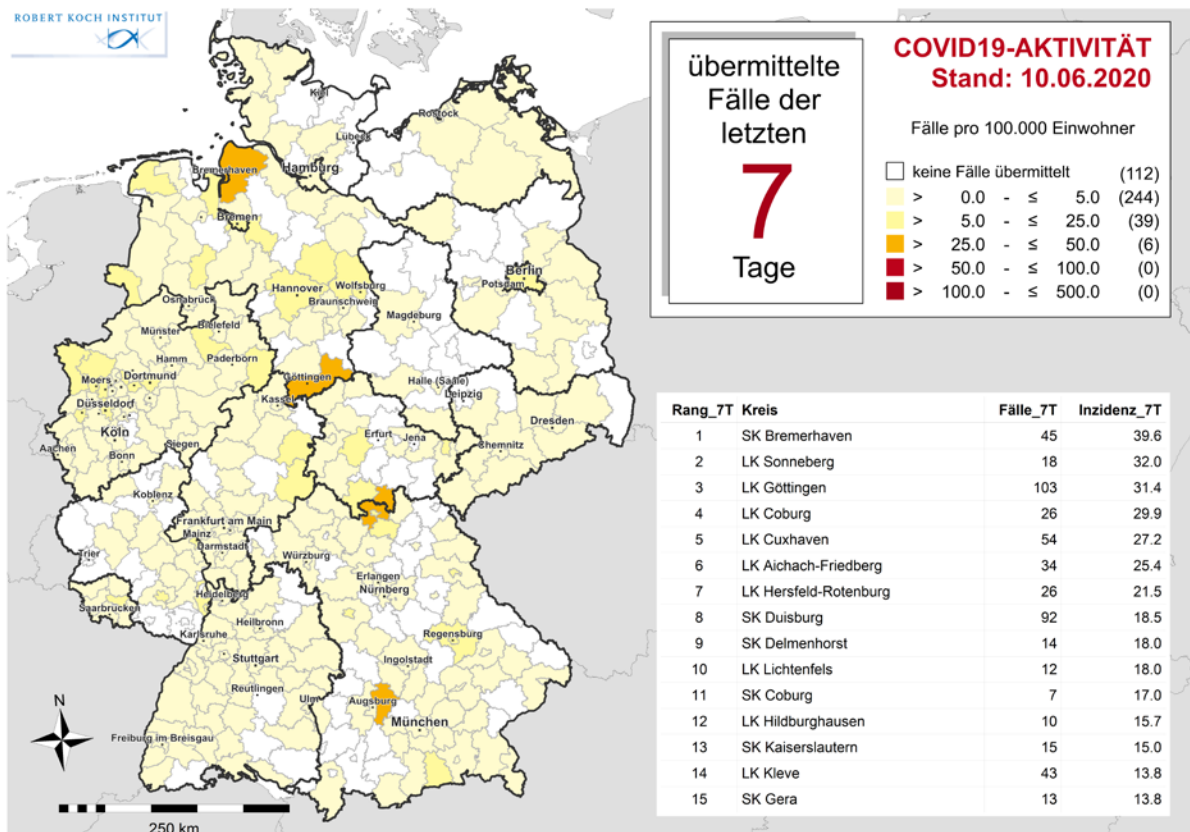 ROBERT KOCH INSTITUT
übermittelte
Fälle der
letzten
7
Tage
COVID19-AKTIVITÄT
Stand: 10.06.2020
Fälle pro 100.000 Einwohner
keine Fälle übermittelt (112)
> 0.0 - ≤ 5.0 (244)
> 5.0 - ≤ 25.0 (39)
> 25.0 - ≤ 50.0 (6)
> 50.0 - ≤ 100.0 (0)
> 100.0 - ≤ 500.0 (0)
Kiel
Rostock
Lübeck
Hamburg
Bremerhaven
Bremen
Berlin
Potsdam
Hannover
Wolfsburg
Braunschweig
Osnabrück
Magdeburg
Bielefeld
Münster
Hamm
Paderborn
Moers
Dortmund
Göttingen
Halle (Saale)
Kassel
Leipzig
Düsseldorf
Dresden
Köln
Erfurt
Jena
Chemnitz
Siegen
Aachen
Bonn
Koblenz
Frankfurt am Main
Mainz
Darmstadt
Trier
Würzburg
Erlangen
Nürnberg
Heidelberg
Saarbrücken
Heilbronn
Karlsruhe
Regensburg
Stuttgart
Ingolstadt
Reutlingen
Ulm
Augsburg
München
Freiburg im Breisgau
N
250 km
Rang_7T Kreis Fälle_7T Inzidenz_7T
1 SK Bremerhaven 45 39.6
2 LK Sonneberg 18 32.0
3 LK Göttingen 103 31.4
4 LK Coburg 26 29.9
5 LK Cuxhaven 54 27.2
6 LK Aichach-Friedberg 34 25.4
7 LK Hersfeld-Rotenburg 26 21.5
8 SK Duisburg 92 18.5
9 SK Delmenhorst 14 18.0
10 LK Lichtenfels 12 18.0
11 SK Coburg 7 17.0
12 LK Hildburghausen 10 15.7
13 SK Kaiserslautern 15 15.0
14 LK Kleve 43 13.8
15 SK Gera 13 13.8